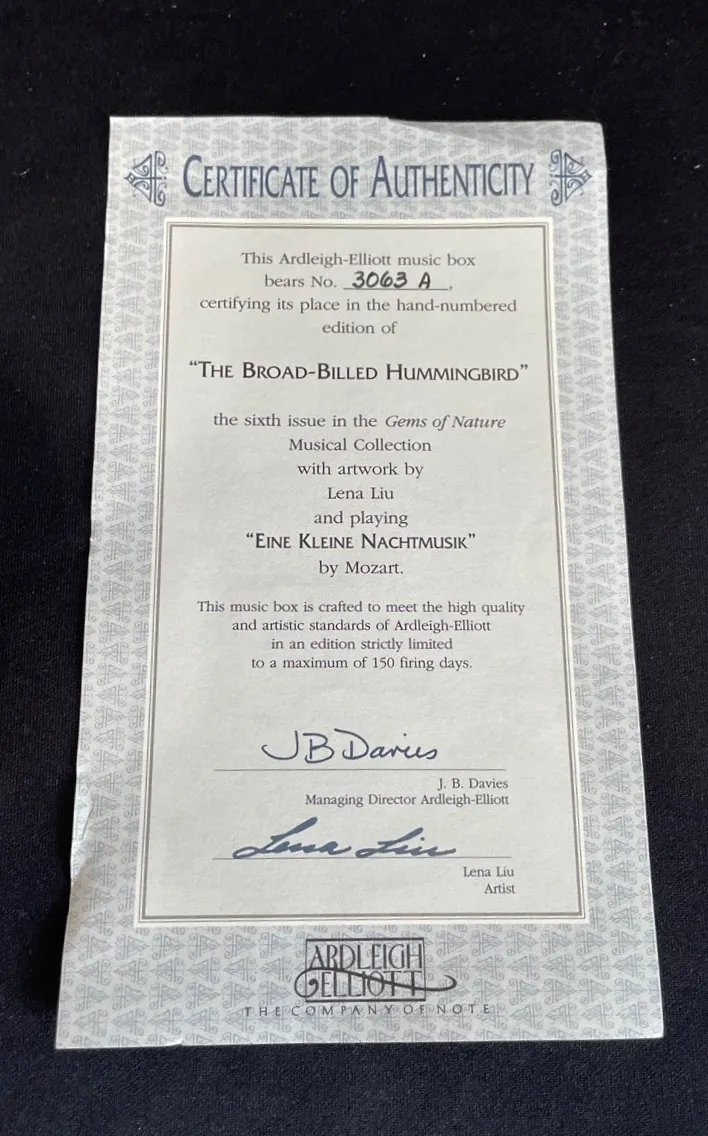 CERTIFICATE OF AUTHENTICITY
This Ardleigh-Elliott music box
bears No. 3063 A,
certifying its place in the hand-numbered
edition of
"THE BROAD-BILLED HUMMINGBIRD"
the sixth issue in the Gems of Nature
Musical Collection
with artwork by
Lena Liu
and playing
"EINE KLEINE NACHTMUSIK"
by Mozart.
This music box is crafted to meet the high quality
and artistic standards of Ardleigh-Elliott
in an edition strictly limited
to a maximum of 150 firing days.
JB Davies
J. B. Davies
Managing Director Ardleigh-Elliott
Lena Liu
Lena Liu
Artist
ARDLEIGH
ELLIOTT
THE COMPANY OF NOTE